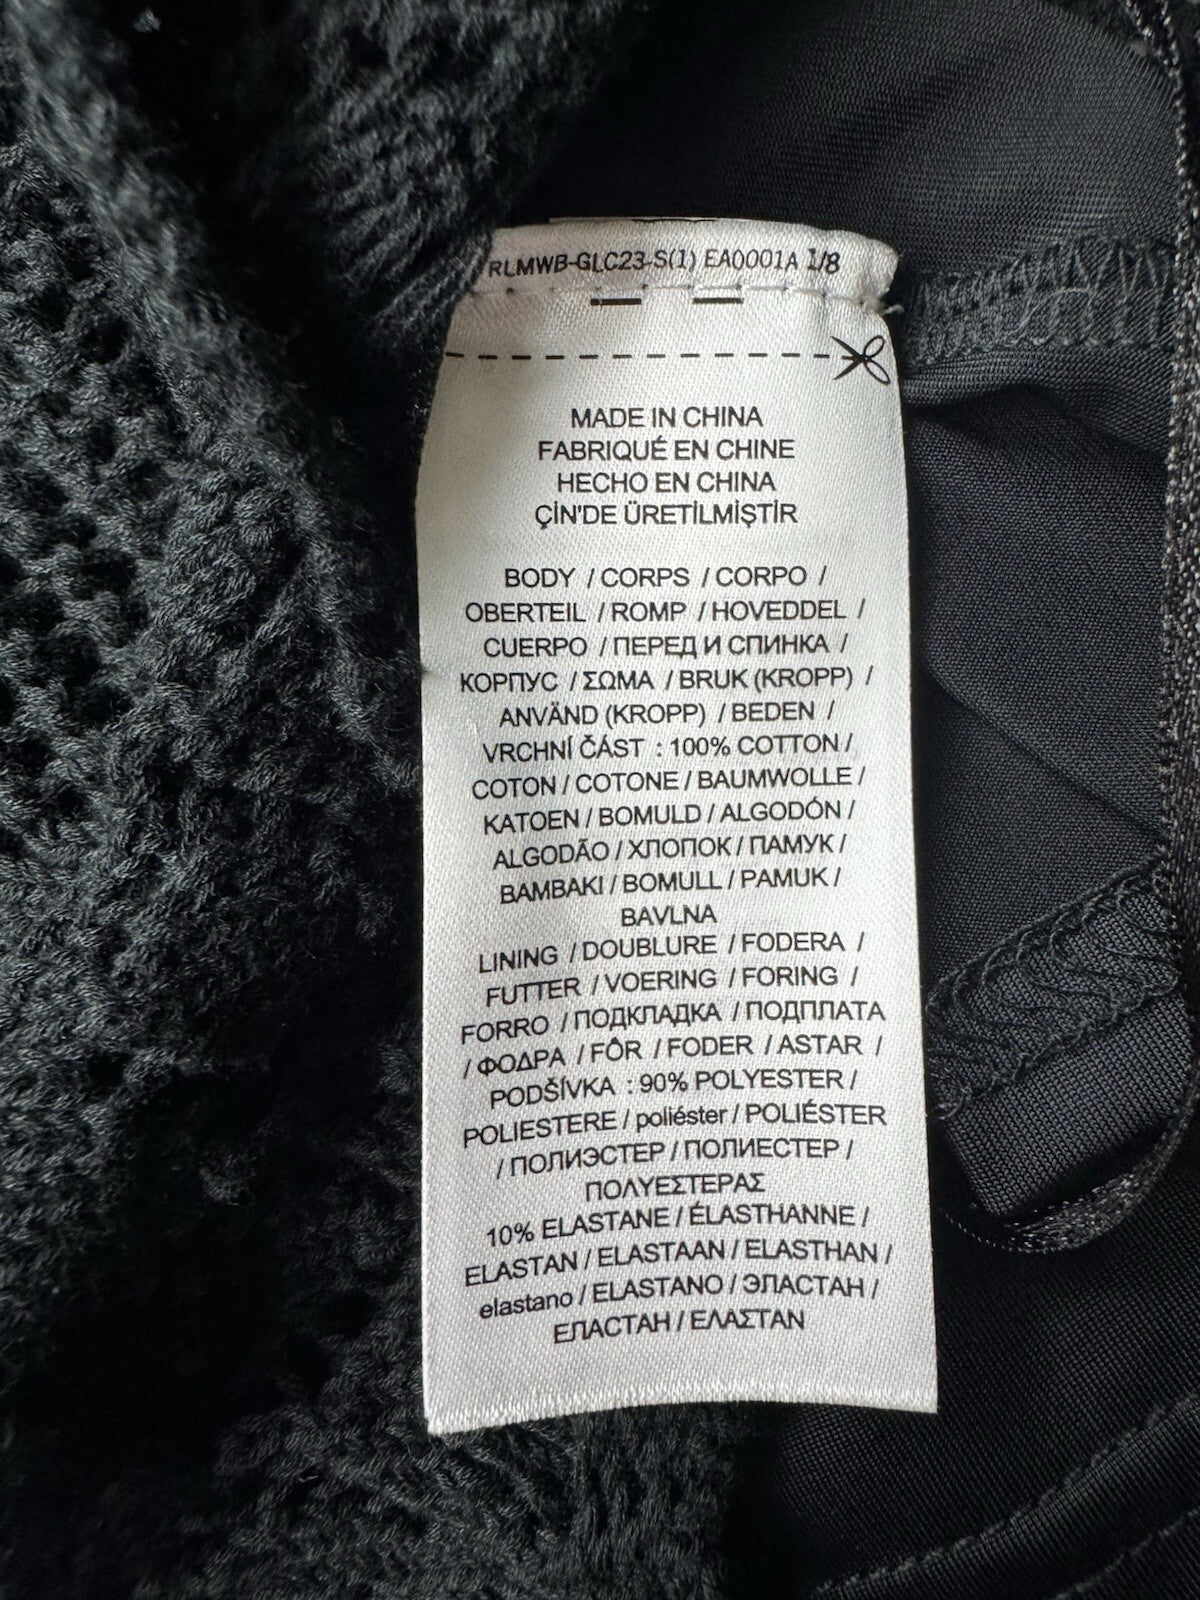 RLMWB-GLC23-S(1) EA0001A 1/8
MADE IN CHINA
FABRIQUÉ EN CHINE
HECHO EN CHINA
ÇİN'DE ÜRETİLMİŞTİR
BODY / CORPS / CORPO /
OBERTEIL / ROMP / HOVEDDEL /
CUERPO / ПЕРЕД И СПИНКА /
КОРПУС / ΣΩΜΑ / BRUK (KROPP) /
ANVÄND (KROPP) / BEDEN /
VRCHNÍ ČÁST : 100% COTTON /
COTON / COTONE / BAUMWOLLE /
KATOEN / BOMULD / ALGODÓN /
ALGODÃO / ХЛОПОК / ПАМУК /
BAMBAKI / BOMULL / PAMUK /
BAVLNA
LINING / DOUBLURE / FODERA /
FUTTER / VOERING / FORING /
FORRO / ПОДКЛАДКА / ПОДПЛАТА
/ ΦΟΔΡΑ / FÔR / FODER / ASTAR /
PODŠÍVKA : 90% POLYESTER /
POLIESTERE / poliéster / POLIÉSTER
/ ПОЛИЭСТЕР / ПОЛИЕСТЕР /
ΠΟΛΥΕΣΤΕΡΑΣ
10% ELASTANE / ÉLASTHANNE /
ELASTAN / ELASTAAN / ELASTHAN /
elastano / ELASTANO / ЭЛАСТАН /
ЕЛАСТАН / ΕΛΑΣΤΑΝ